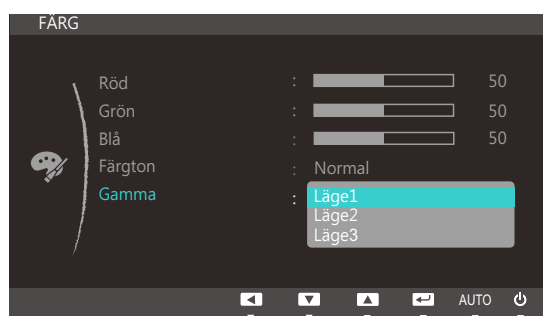 FÄRG
Röd : 50
Grön : 50
Blå : 50
Färgton : Normal
Gamma : Läge1
Läge2
Läge3
AUTO